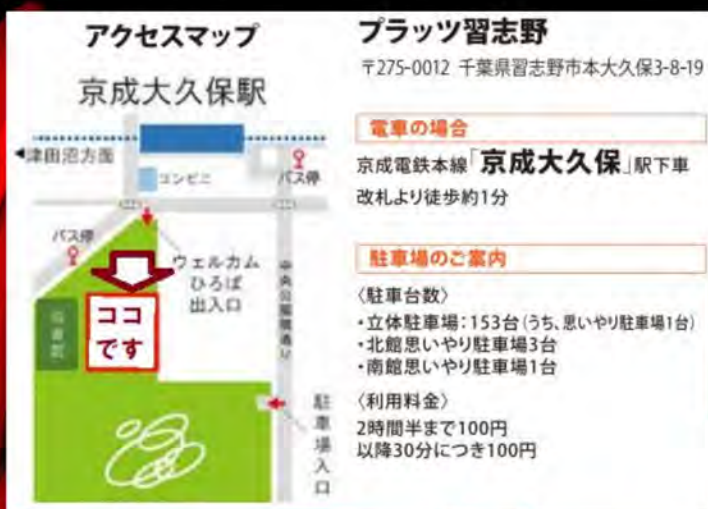 アクセスマップ
京成大久保駅
◀津田沼方面
コンビニ
バス停
バス停
ウェルカム
ひろば
出入口
ココ
です
駐車場入口
プラッツ習志野
〒275-0012 千葉県習志野市本大久保3-8-19
電車の場合
京成電鉄本線「京成大久保」駅下車
改札より徒歩約1分
駐車場のご案内
〈駐車台数〉
・立体駐車場：153台(うち、思いやり駐車場1台)
・北館思いやり駐車場3台
・南館思いやり駐車場1台
〈利用料金〉
2時間半まで100円
以降30分につき100円